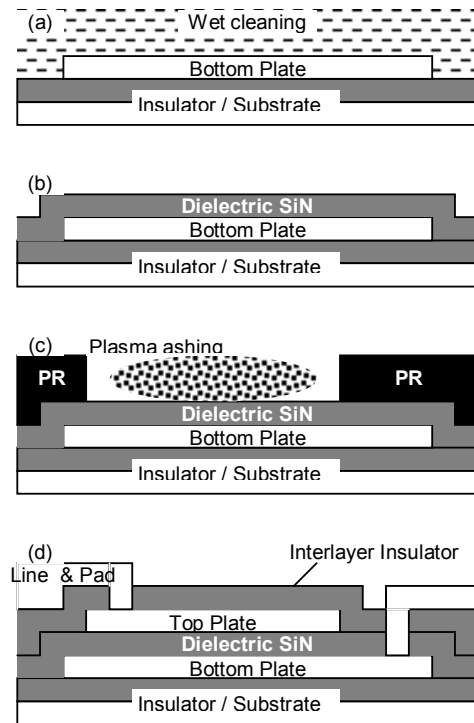 (a) Wet cleaning
Bottom Plate
Insulator / Substrate
(b)
Dielectric SiN
Bottom Plate
Insulator / Substrate
(c) Plasma ashing
PR PR
Dielectric SiN
Bottom Plate
Insulator / Substrate
(d) Interlayer Insulator
Line & Pad
Top Plate
Dielectric SiN
Bottom Plate
Insulator / Substrate